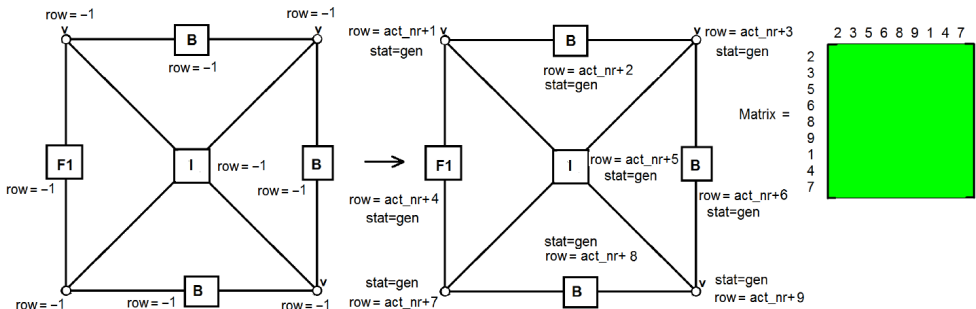 row= -1
row= -1
v
v
B
row= -1
F1
I
row= -1
B
row= -1
row= -1
B
row= -1
row= -1
v
row= -1
row= act_nr+1
stat=gen
v
B
row= act_nr+2
stat=gen
v
row= act_nr+3
stat=gen
F1
row= act_nr+4
stat=gen
I
row= act_nr+5
stat=gen
B
row= act_nr+6
stat=gen
stat=gen
row= act_nr+7
stat=gen
row= act_nr+ 8
B
v
stat=gen
row= act_nr+9
2 3 5 6 8 9 1 4 7
Matrix =
2
3
5
6
8
9
1
4
7